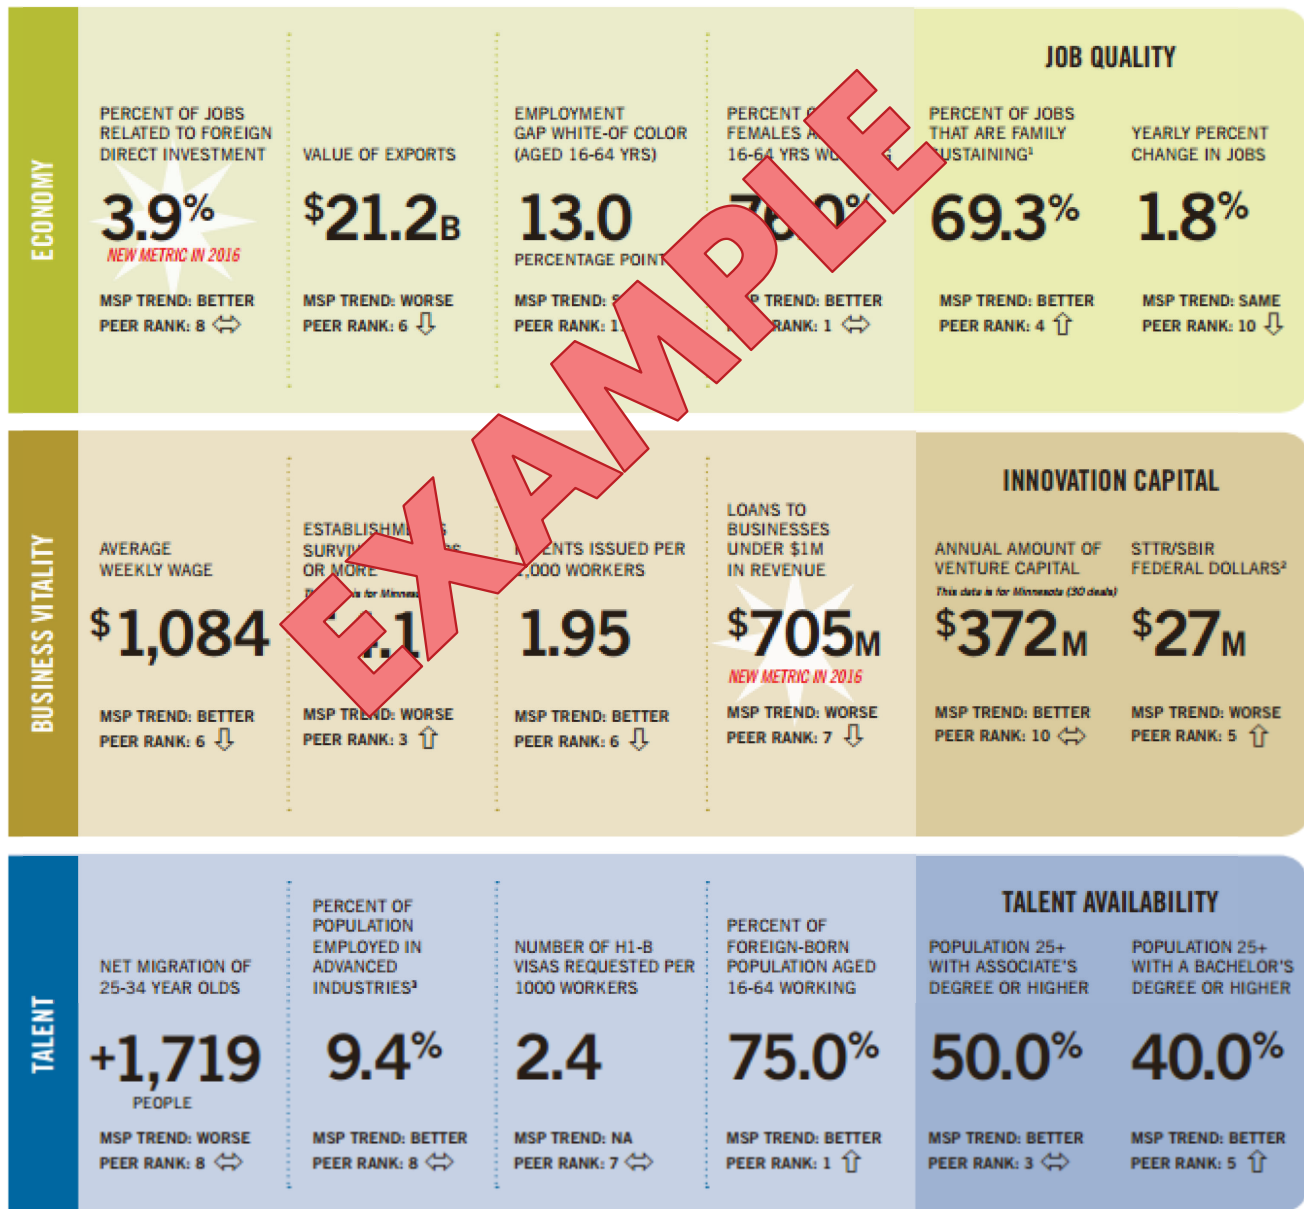 ECONOMY
PERCENT OF JOBS
RELATED TO FOREIGN
DIRECT INVESTMENT
3.9%
NEW METRIC IN 2016
MSP TREND: BETTER
PEER RANK: 8 ⇔
VALUE OF EXPORTS
$21.2B
MSP TREND: WORSE
PEER RANK: 6 ⇩
EMPLOYMENT
GAP WHITE-OF COLOR
(AGED 16-64 YRS)
13.0
PERCENTAGE POINT
MSP TREND:
PEER RANK:
PERCENT
FEMALES
16-64 YRS
MSP TREND: BETTER
RANK: 1 ⇔
JOB QUALITY
PERCENT OF JOBS
THAT ARE FAMILY
SUSTAINING¹
69.3%
MSP TREND: BETTER
PEER RANK: 4 ⇧
YEARLY PERCENT
CHANGE IN JOBS
1.8%
MSP TREND: SAME
PEER RANK: 10 ⇩
EXAMPLE
BUSINESS VITALITY
AVERAGE
WEEKLY WAGE
$1,084
MSP TREND: BETTER
PEER RANK: 6 ⇩
ESTABLISHMENTS
OR MORE
is for
MSP TREND: WORSE
PEER RANK: 3 ⇧
PATENTS ISSUED PER
WORKERS
1.95
MSP TREND: BETTER
PEER RANK: 6 ⇩
LOANS TO
BUSINESSES
UNDER $1M
IN REVENUE
$705M
NEW METRIC IN 2016
MSP TREND: WORSE
PEER RANK: 7 ⇩
INNOVATION CAPITAL
ANNUAL AMOUNT OF
VENTURE CAPITAL
This data is for Minnesota (30 deals)
$372M
MSP TREND: BETTER
PEER RANK: 10 ⇔
STTR/SBIR
FEDERAL DOLLARS²
$27M
MSP TREND: WORSE
PEER RANK: 5 ⇧
TALENT
NET MIGRATION OF
25-34 YEAR OLDS
+1,719
PEOPLE
MSP TREND: WORSE
PEER RANK: 8 ⇔
PERCENT OF
POPULATION
EMPLOYED IN
ADVANCED
INDUSTRIES³
9.4%
MSP TREND: BETTER
PEER RANK: 8 ⇔
NUMBER OF H1-B
VISAS REQUESTED PER
1000 WORKERS
2.4
MSP TREND: NA
PEER RANK: 7 ⇔
PERCENT OF
FOREIGN-BORN
POPULATION AGED
16-64 WORKING
75.0%
MSP TREND: BETTER
PEER RANK: 1 ⇧
TALENT AVAILABILITY
POPULATION 25+
WITH ASSOCIATE'S
DEGREE OR HIGHER
50.0%
MSP TREND: BETTER
PEER RANK: 3 ⇔
POPULATION 25+
WITH A BACHELOR'S
DEGREE OR HIGHER
40.0%
MSP TREND: BETTER
PEER RANK: 5 ⇧